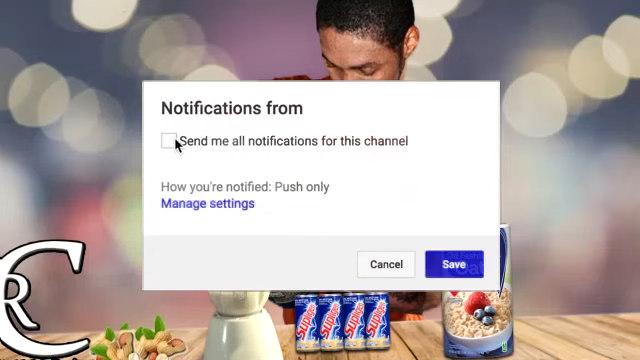 Notifications from
Send me all notifications for this channel
How you're notified: Push only
Manage settings
Cancel
Save
CR